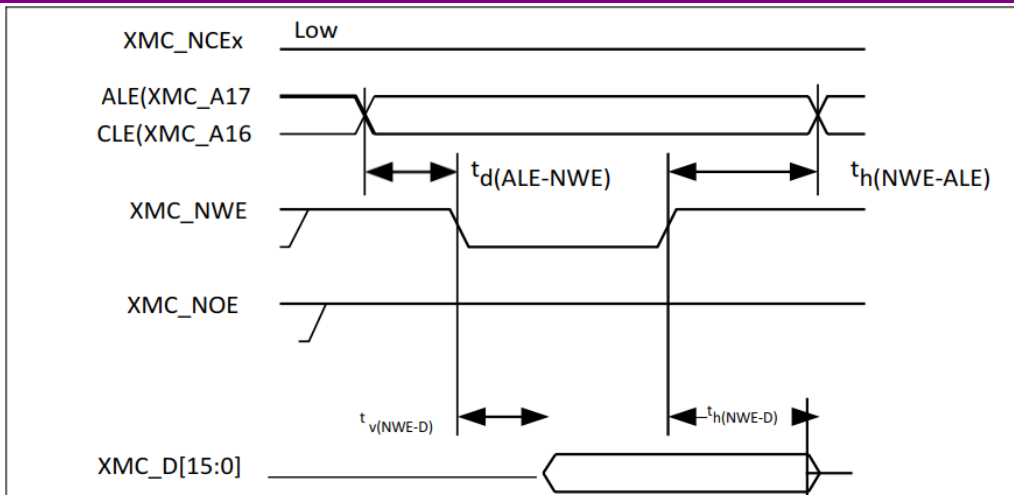 XMC_NCEx Low
ALE(XMC_A17
CLE(XMC_A16
td(ALE-NWE) th(NWE-ALE)
XMC_NWE
XMC_NOE
tv(NWE-D) th(NWE-D)
XMC_D[15:0]